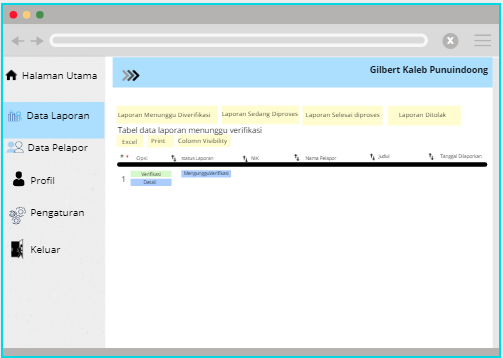 Gilbert Kaleb Punuindoong
Halaman Utama
Data Laporan
Data Pelapor
Profil
Pengaturan
Keluar
Laporan Menunggu Diverifikasi Laporan Sedang Diproses Laporan Selesai diproses Laporan Ditolak
Tabel data laporan menunggu verifikasi
Excel Print Column Visibility
# Opsi status Laporan NIK Nama Pelapor Judul Tanggal Dilaporkan
1 Verifikasi MenungguVerifikasi
Detail